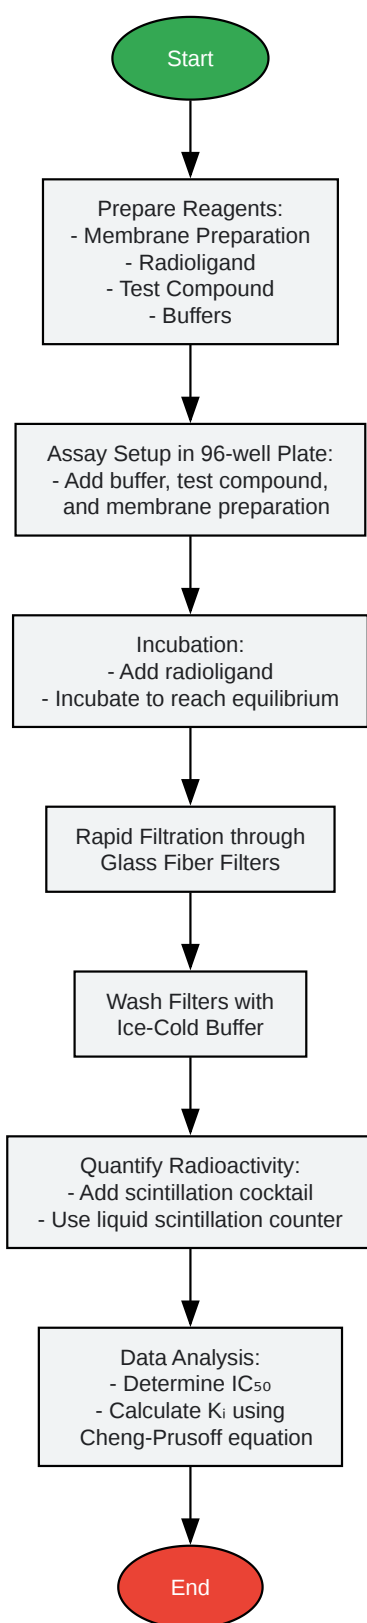 Start
Prepare Reagents:
- Membrane Preparation
- Radioligand
- Test Compound
- Buffers
Assay Setup in 96-well Plate:
- Add buffer, test compound,
and membrane preparation
Incubation:
- Add radioligand
- Incubate to reach equilibrium
Rapid Filtration through
Glass Fiber Filters
Wash Filters with
Ice-Cold Buffer
Quantify Radioactivity:
- Add scintillation cocktail
- Use liquid scintillation counter
Data Analysis:
- Determine IC₅₀
- Calculate Kᵢ using
Cheng-Prusoff equation
End